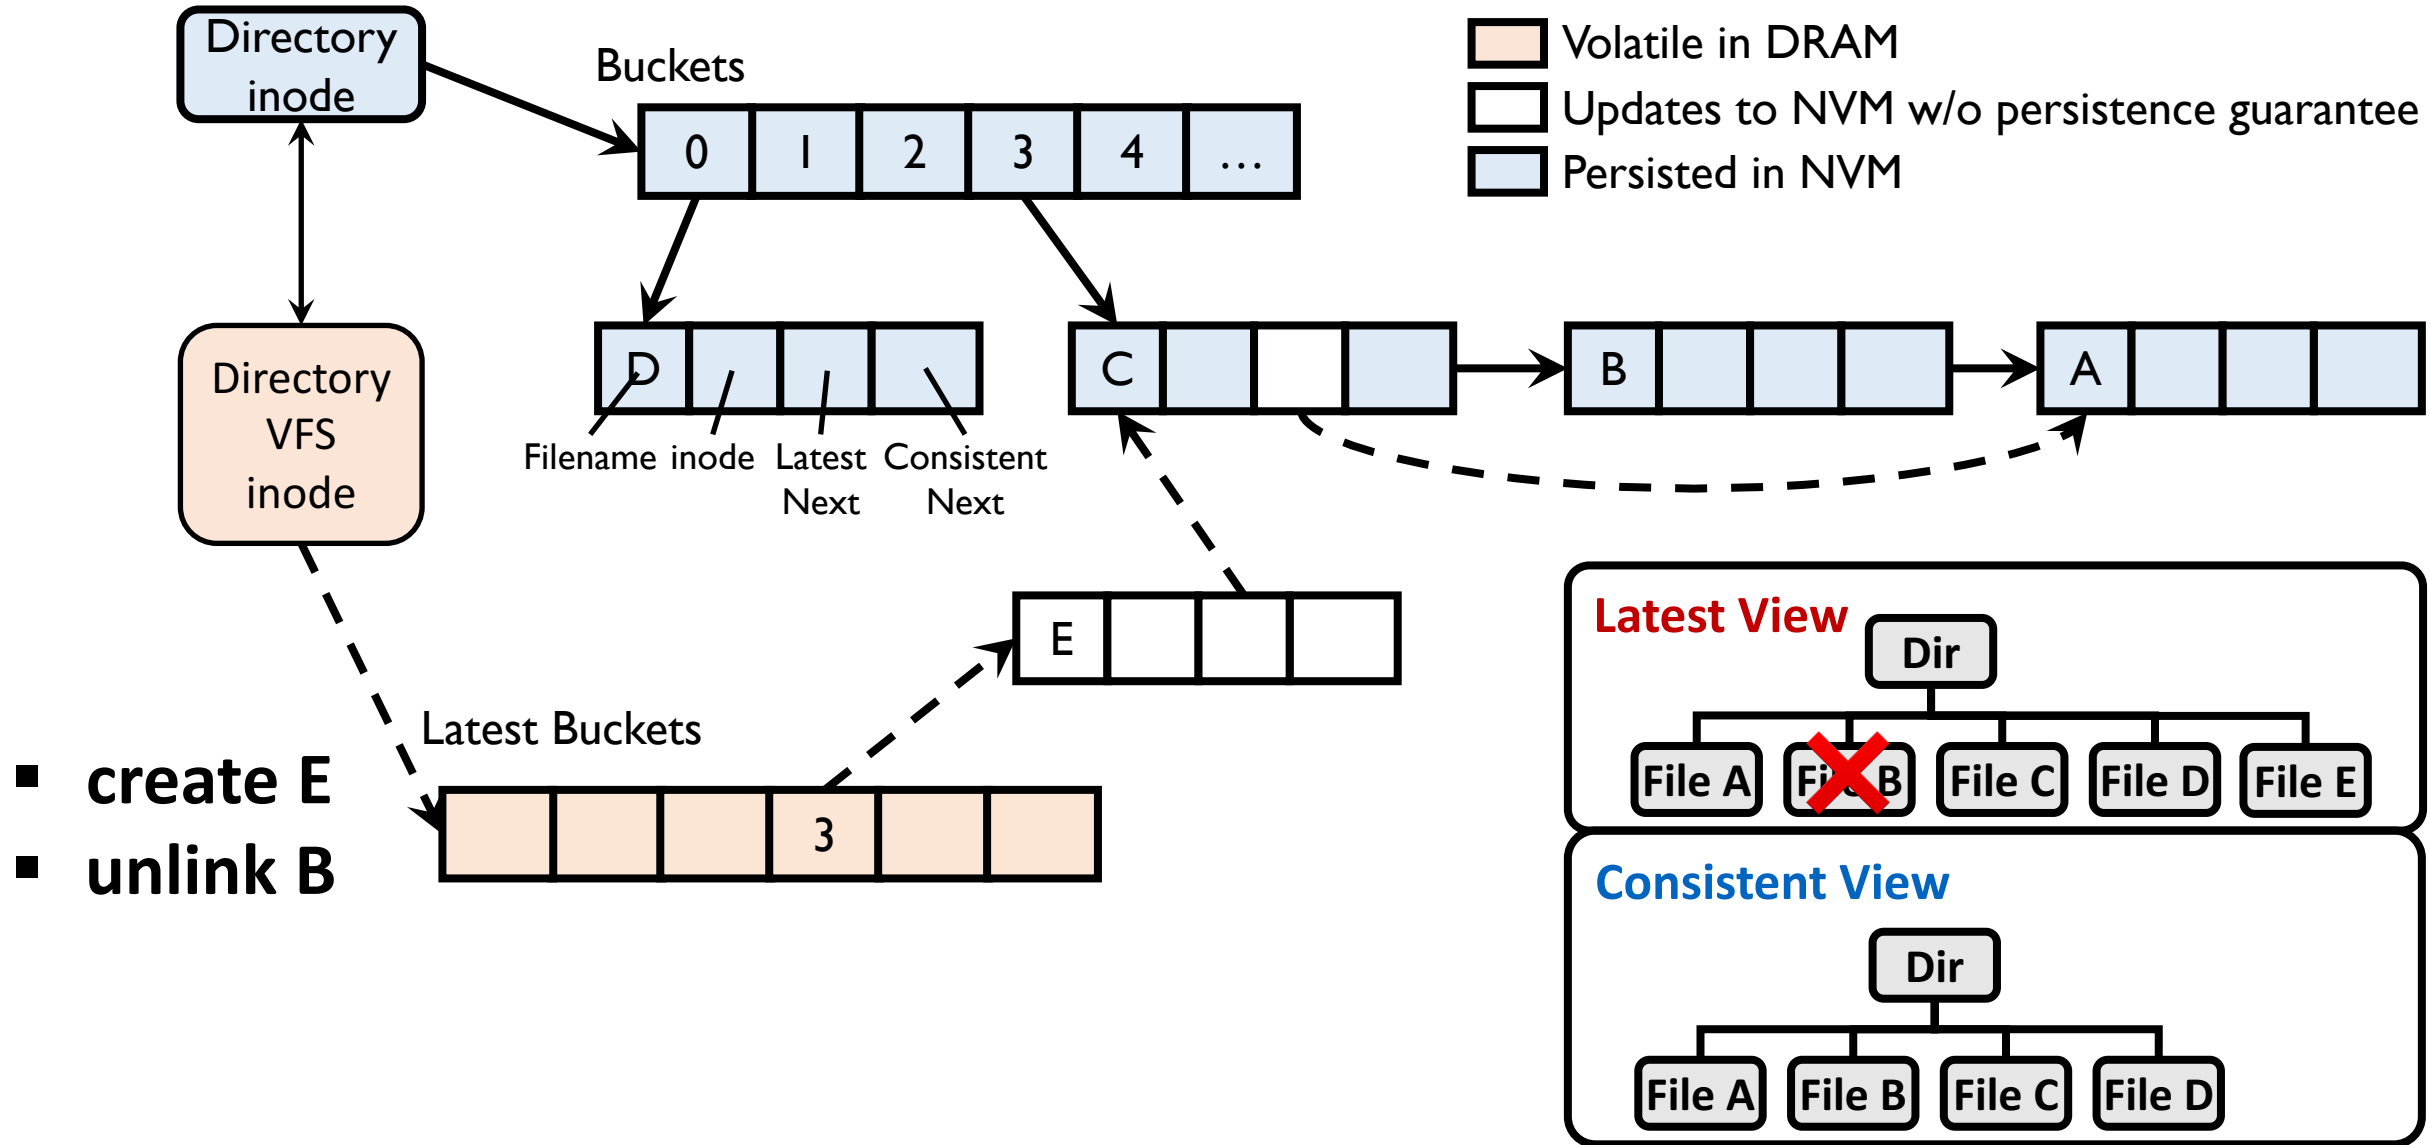 Directory
inode
Buckets
0 1 2 3 4 ...
Volatile in DRAM
Updates to NVM w/o persistence guarantee
Persisted in NVM
Directory
VFS
inode
D
Filename inode Latest Next Consistent Next
C
B
A
E
Latest Buckets
3
▪ create E
▪ unlink B
Latest View
Dir
File A File B File C File D File E
Consistent View
Dir
File A File B File C File D